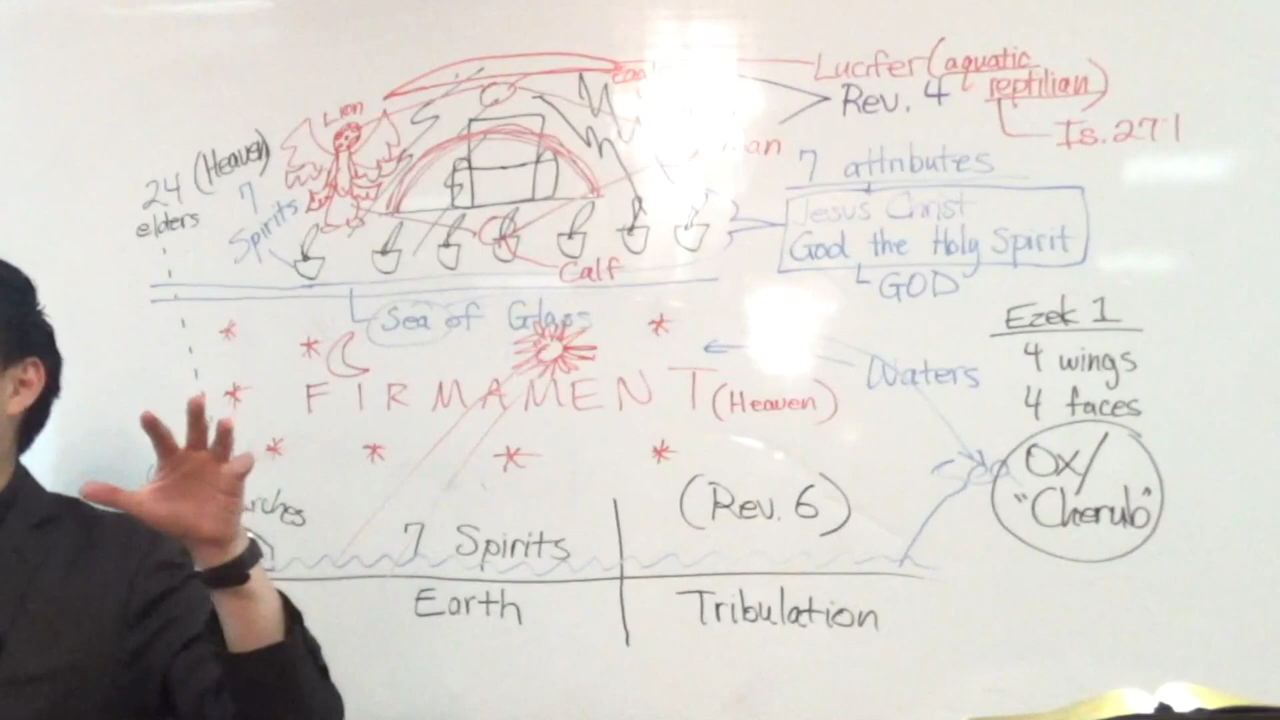 Lucifer (aquatic
reptilian)
Rev. 4
Is. 27:1
Lion
24 (Heaven)
elders
7
Spirits
7 attributes
Jesus Christ
God the Holy Spirit
GOD
Calf
Sea of Glass
FIRMAMENT (Heaven)
Waters
Ezek 1
4 wings
4 faces
Ox/
"Cherub"
(Rev. 6)
7 Spirits
Earth
Tribulation